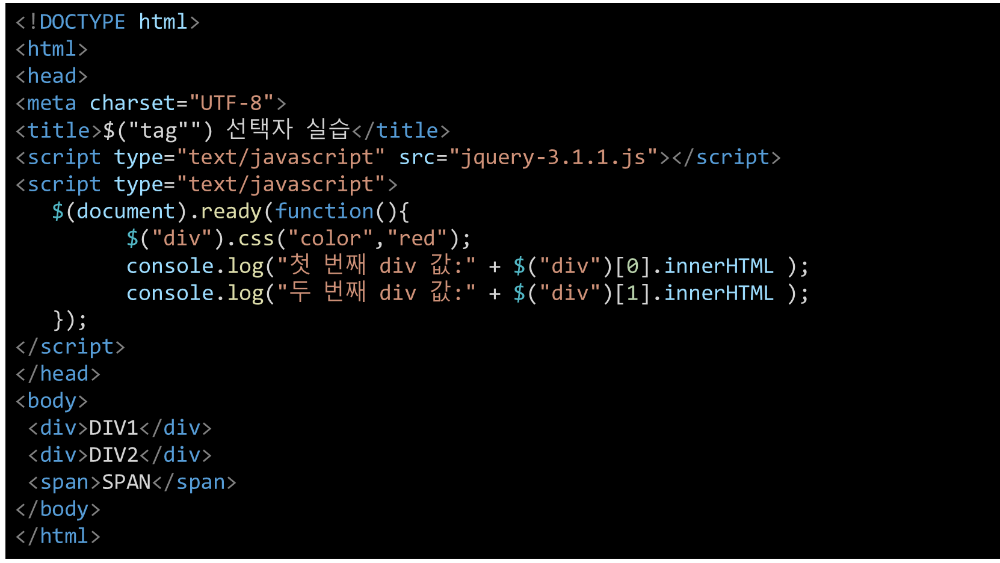 <!DOCTYPE html>
<html>
<head>
<meta charset="UTF-8">
<title>$("tag"") 선택자 실습</title>
<script type="text/javascript" src="jquery-3.1.1.js"></script>
<script type="text/javascript">
   $(document).ready(function(){
         $("div").css("color","red");
         console.log("첫 번째 div 값:" + $("div")[0].innerHTML );
         console.log("두 번째 div 값:" + $("div")[1].innerHTML );
   });
</script>
</head>
<body>
 <div>DIV1</div>
 <div>DIV2</div>
 <span>SPAN</span>
</body>
</html>